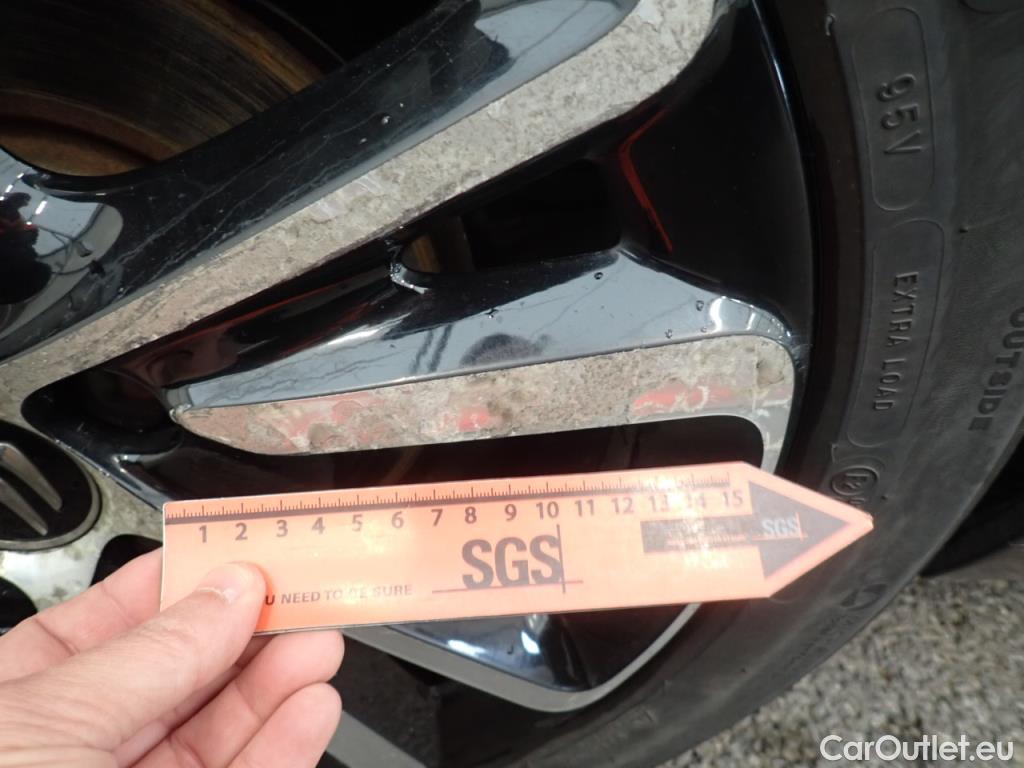 95V
EXTRA LOAD
OUTSIDE
1 2 3 4 5 6 7 8 9 10 11 12 13 14 15
SGS
SGS
U NEED TO BE SURE
CarOutlet.eu